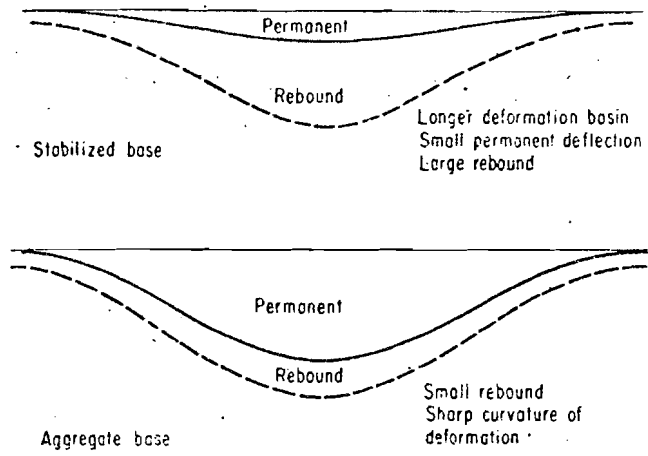 Permanent
Rebound
Longer deformation basin
Small permanent deflection
Large rebound
Stabilized base
Permanent
Rebound
Small rebound
Sharp curvature of
deformation
Aggregate base